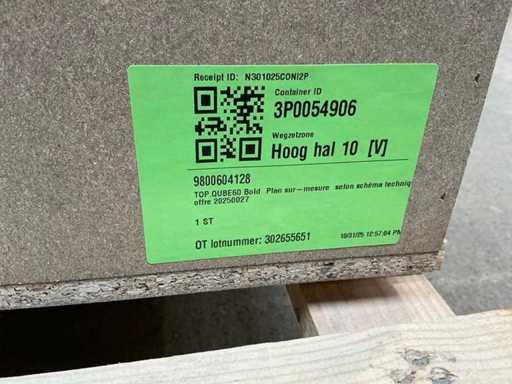 Receipt ID: N301025CONI2P
Container ID
3P0054906
Wegzetzone
Hoog hal 10 [V]
9800604128
TOP.QUBE60 Bold Plan sur-mesure selon schéma techniq
offre 20250027
1 ST
OT lotnummer: 302655651
10/31/25 12:57:04 PM